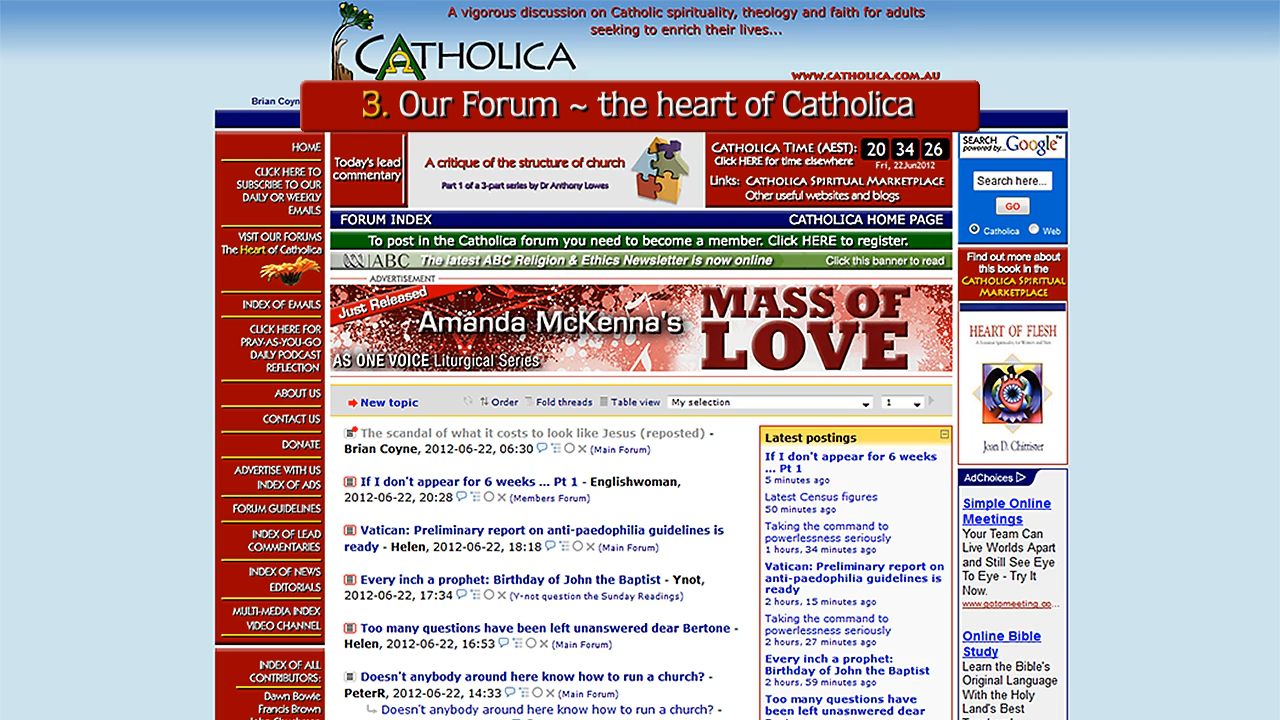 A vigorous discussion on Catholic spirituality, theology and faith for adults
seeking to enrich their lives...
CATHOLICA
WWW.CATHOLICA.COM.AU
Brian Coyn
3. Our Forum ~ the heart of Catholica
HOME
CLICK HERE TO
SUBSCRIBE TO OUR
DAILY OR WEEKLY
EMAILS
VISIT OUR FORUMS
The Heart of Catholica
INDEX OF EMAILS
CLICK HERE FOR
PRAY-AS-YOU-GO
DAILY PODCAST
REFLECTION
ABOUT US
CONTACT US
DONATE
ADVERTISE WITH US
INDEX OF ADS
FORUM GUIDELINES
INDEX OF LEAD
COMMENTARIES
INDEX OF NEWS
EDITORIALS
MULTI-MEDIA INDEX
VIDEO CHANNEL
INDEX OF ALL
CONTRIBUTORS:
Dawn Bowie
Francis Brown
Today's lead
commentary
A critique of the structure of church
Part 1 of a 3-part series by Dr Anthony Lowes
CATHOLICA TIME (AEST): 20 34 26
Click HERE for time elsewhere Fri, 22Jun2012
Links: CATHOLICA SPIRITUAL MARKETPLACE
Other useful websites and blogs
FORUM INDEX CATHOLICA HOME PAGE
To post in the Catholica forum you need to become a member. Click HERE to register.
ABC The latest ABC Religion & Ethics Newsletter is now online Click this banner to read
ADVERTISEMENT
Just Released
Amanda McKenna's
AS ONE VOICE Liturgical Series
MASS OF
LOVE
New topic Order Fold threads Table view My selection 1
The scandal of what it costs to look like Jesus (reposted) -
Brian Coyne, 2012-06-22, 06:30 (Main Forum)
If I don't appear for 6 weeks ... Pt 1 - Englishwoman,
2012-06-22, 20:28 (Members Forum)
Vatican: Preliminary report on anti-paedophilia guidelines is
ready - Helen, 2012-06-22, 18:18 (Main Forum)
Every inch a prophet: Birthday of John the Baptist - Ynot,
2012-06-22, 17:34 (Y-not question the Sunday Readings)
Too many questions have been left unanswered dear Bertone -
Helen, 2012-06-22, 16:53 (Main Forum)
Doesn't anybody around here know how to run a church? -
PeterR, 2012-06-22, 14:33 (Main Forum)
Doesn't anybody around here know how to run a church? -
Latest postings
If I don't appear for 6 weeks
... Pt 1
5 minutes ago
Latest Census figures
50 minutes ago
Taking the command to
powerlessness seriously
1 hours, 34 minutes ago
Vatican: Preliminary report on
anti-paedophilia guidelines is
ready
2 hours, 15 minutes ago
Taking the command to
powerlessness seriously
2 hours, 27 minutes ago
Every inch a prophet:
Birthday of John the Baptist
2 hours, 59 minutes ago
Too many questions have
been left unasnwered dear
SEARCH
powered by... Google™
Search here...
GO
Catholica Web
Find out more about
this book in the
CATHOLICA SPIRITUAL
MARKETPLACE
HEART OF FLESH
Joan D. Chittister
AdChoices
Simple Online
Meetings
Your Team Can
Live Worlds Apart
and Still See Eye
To Eye - Try It
Now.
www.gotomeeting.co...
Online Bible
Study
Learn the Bible's
Original Language
With the Holy
Land's Best